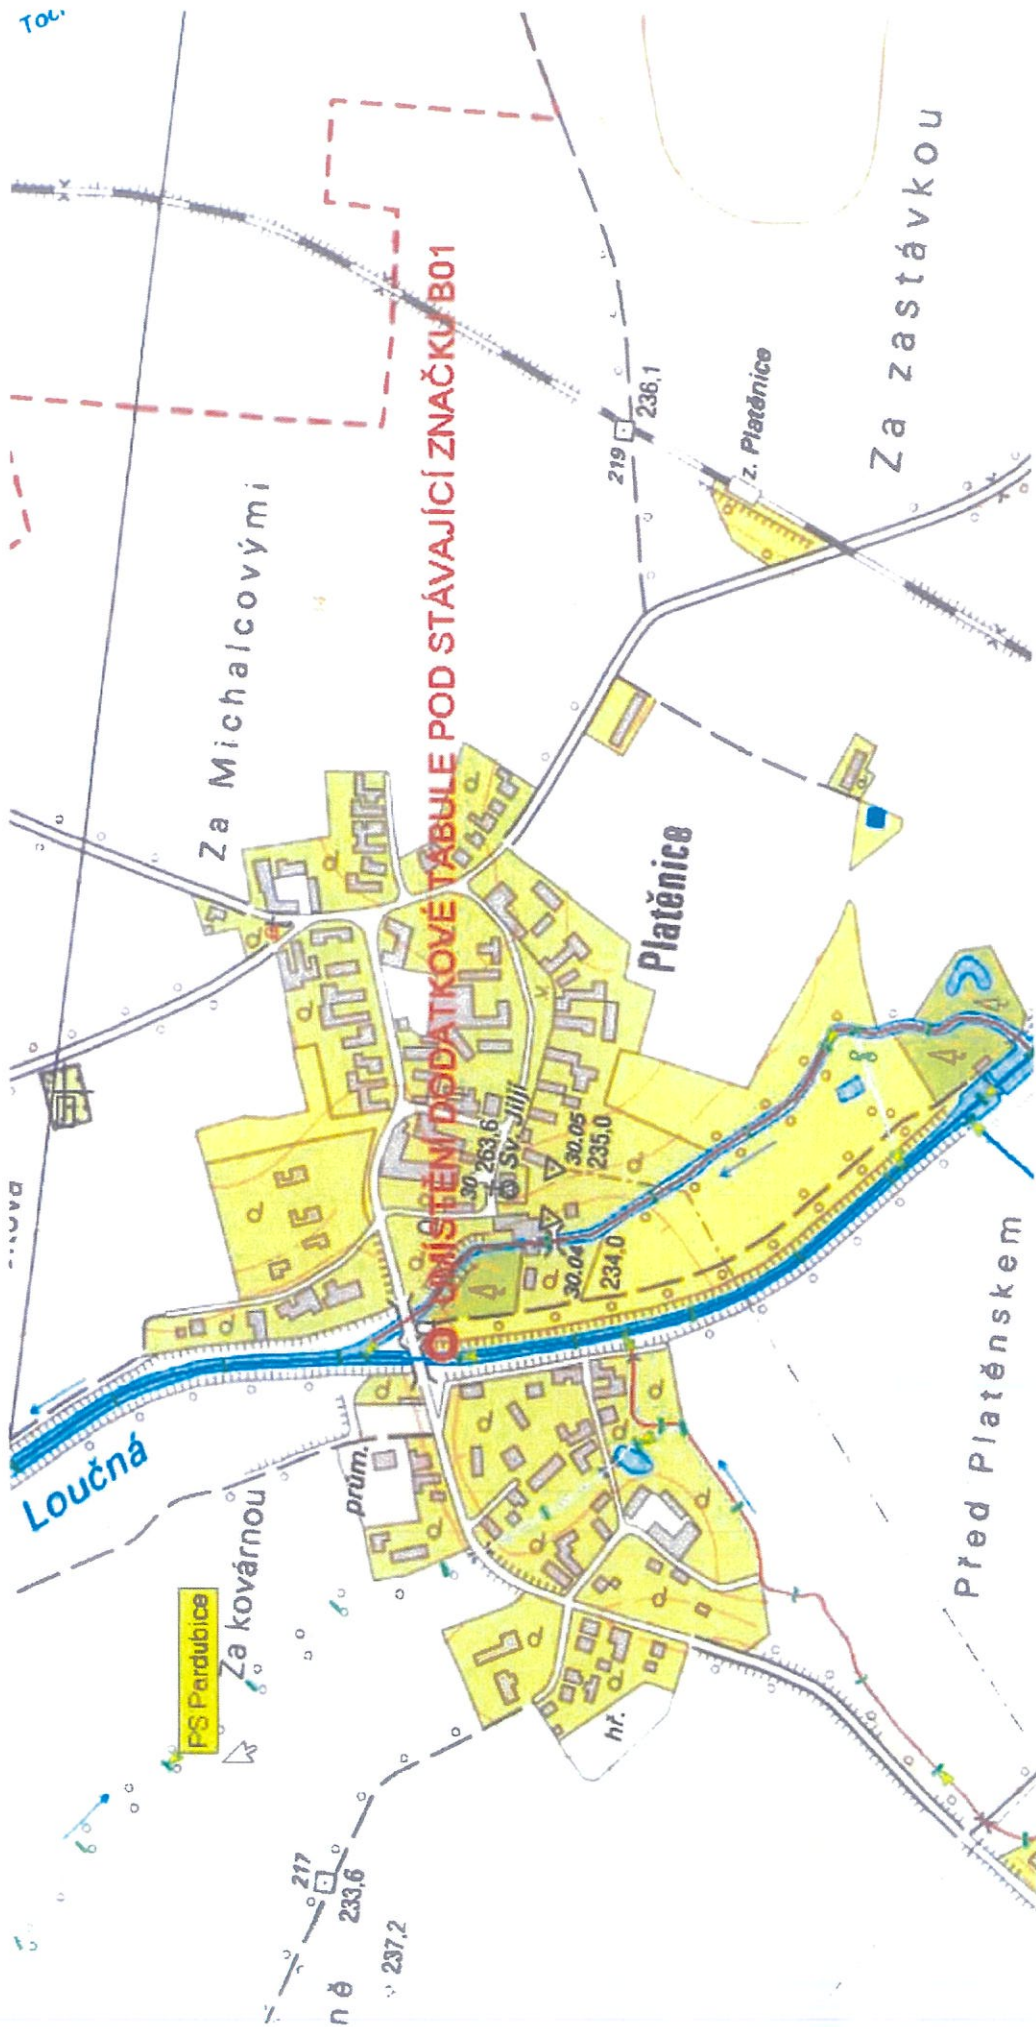 UMÍSTĚNÍ DODATKOVÉ TABULE POD STÁVAJÍCÍ ZNAČKU B01
Za Michalcovými
219
236,1
z. Platěnice
Za zastávkou
Platěnice
30
263,6
Sv. Jiljí
30.05
235,0
30.04
234,0
Loučná
Za kovárnou
prům.
PS Pardubice
hř.
Před Platěnskem
217
233,6
237,2
ně